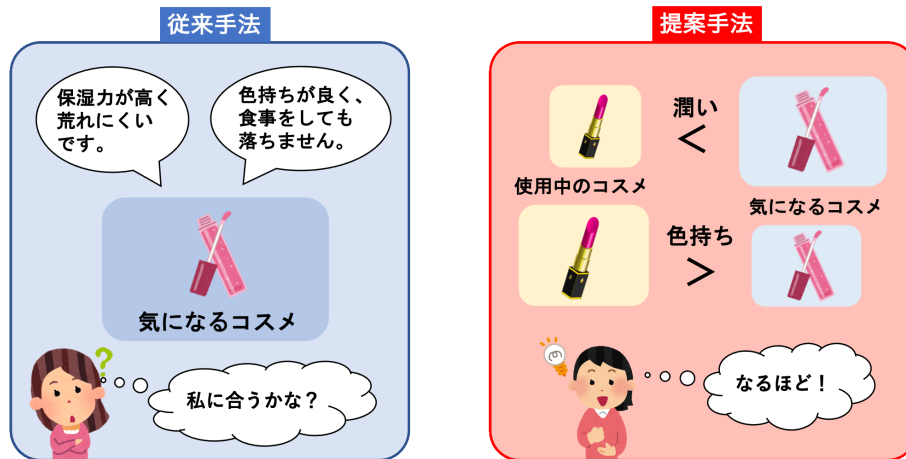 従来手法
保湿力が高く
荒れにくい
です。
色持ちが良く、
食事をしても
落ちません。
気になるコスメ
?
私に合うかな？
提案手法
潤い
＜
使用中のコスメ
気になるコスメ
色持ち
＞
なるほど！